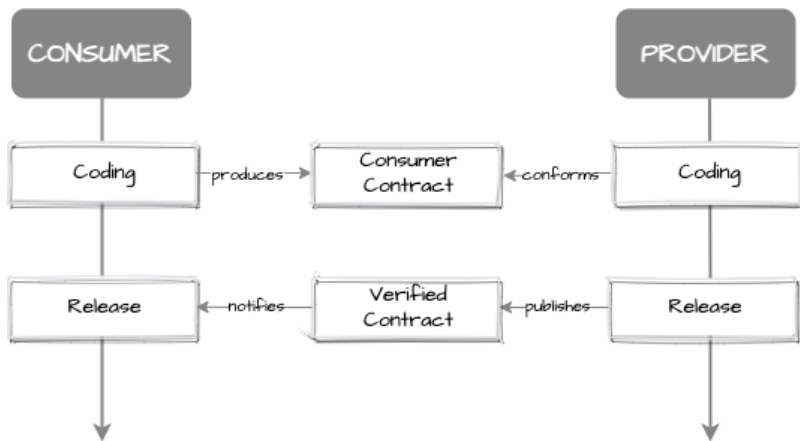 CONSUMER
PROVIDER
Coding
produces
Consumer
Contract
conforms
Coding
Release
notifies
Verified
Contract
publishes
Release